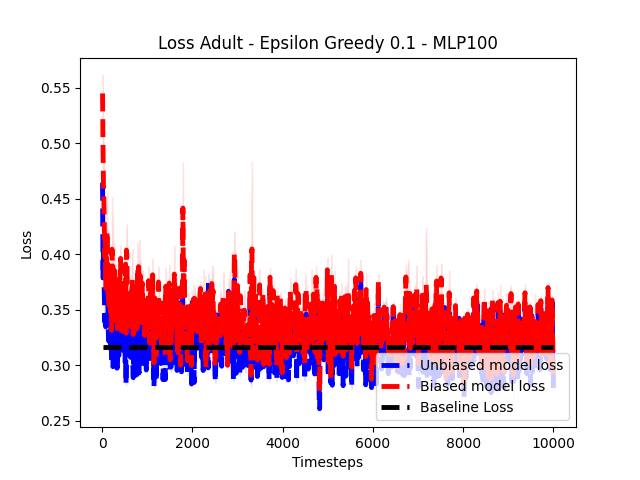 Loss Adult - Epsilon Greedy 0.1 - MLP100
Loss
0.55
0.50
0.45
0.40
0.35
0.30
0.25
Unbiased model loss
Biased model loss
Baseline Loss
0 2000 4000 6000 8000 10000
Timesteps